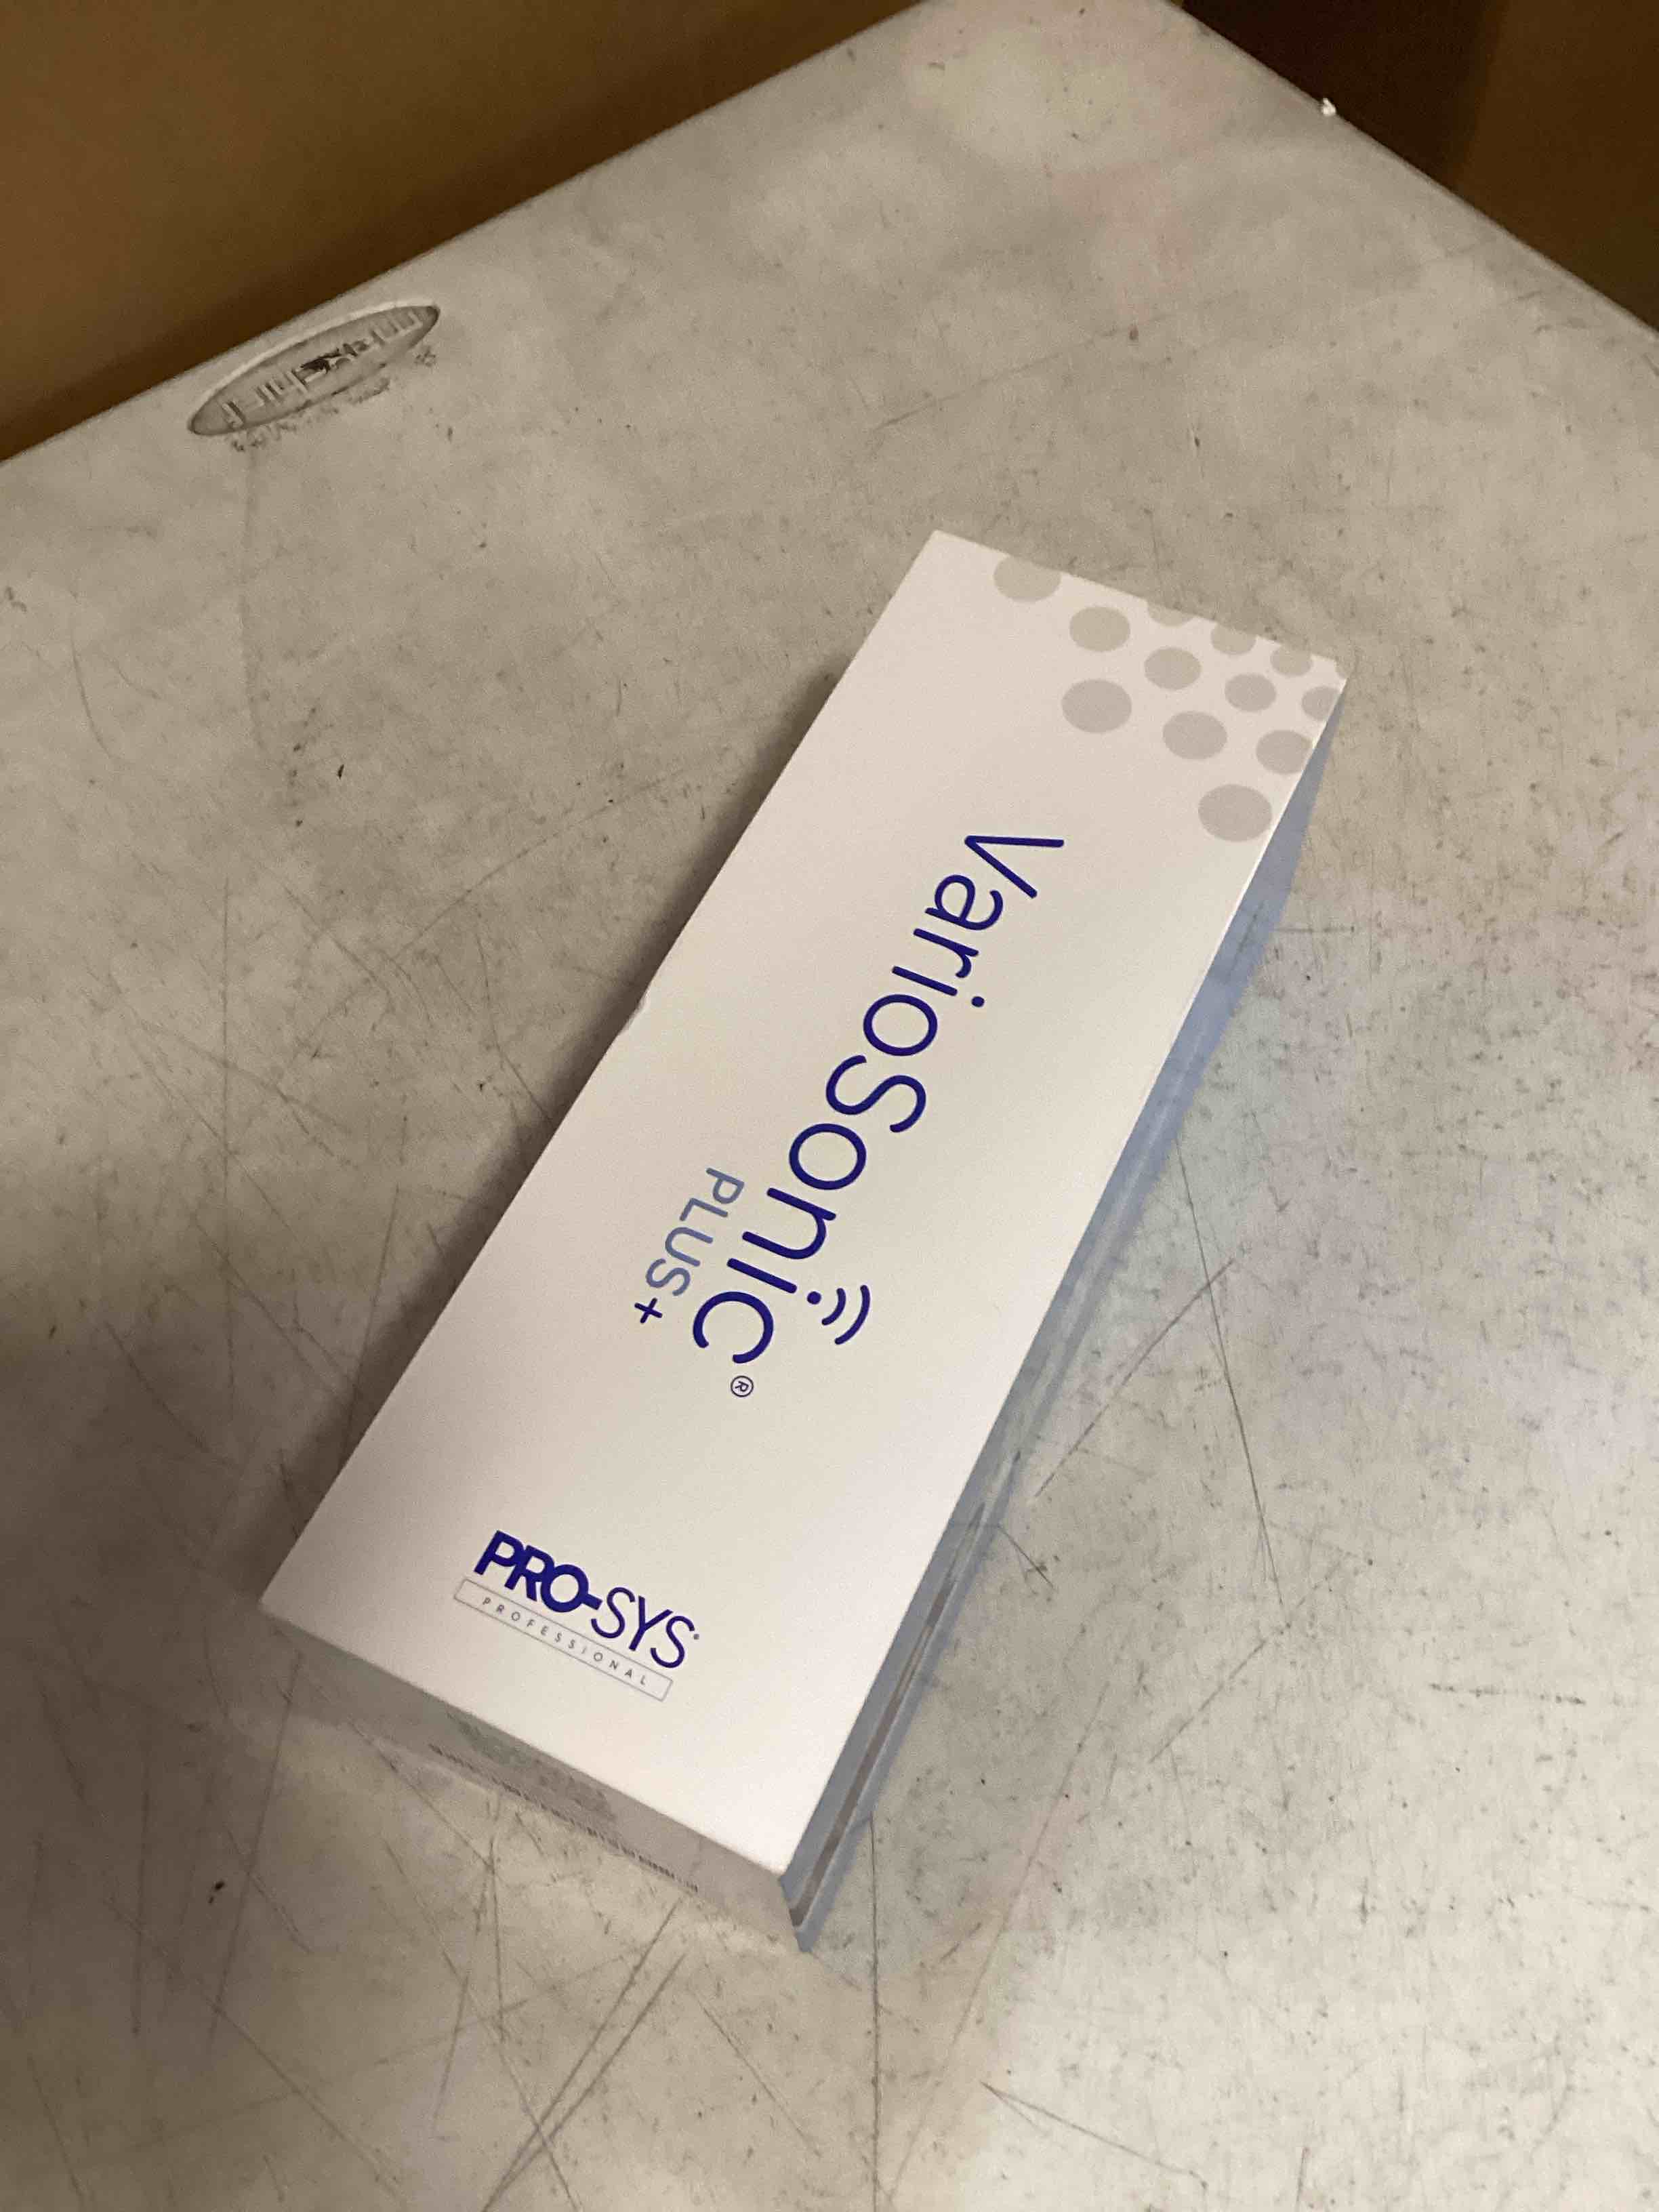 VarioSonic®
PLUS+
PRO-SYS®
PROFESSIONAL